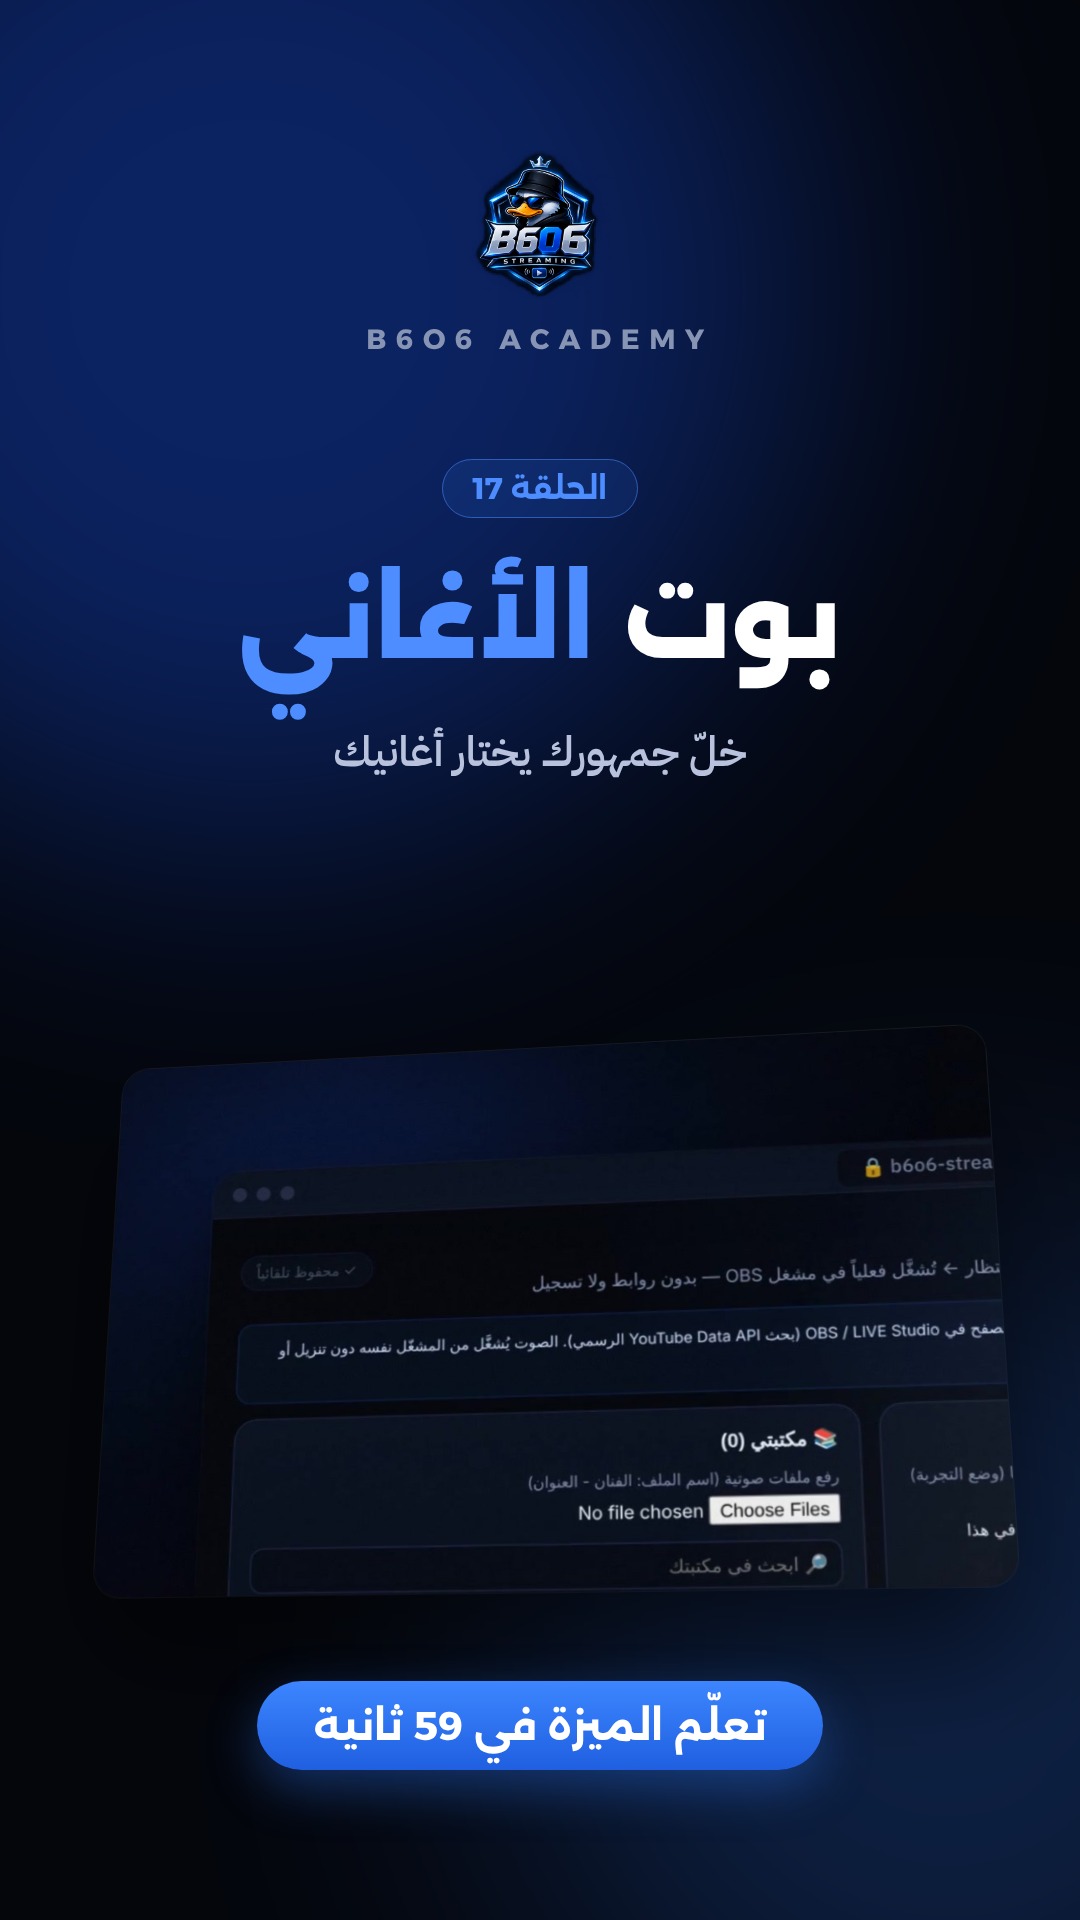 B6O6
STREAMING
B6O6 ACADEMY
الحلقة 17
بوت الأغاني
خلّ جمهورك يختار أغانيك
🔒 b6o6-strea
✓ محفوظ تلقائياً
نتظار ← تُشغَّل فعلياً في مشغل OBS — بدون روابط ولا تسجيل
صفح في OBS / LIVE Studio (بحث YouTube Data API الرسمي). الصوت يُشغَّل من المشغّل نفسه دون تنزيل أو
📚 مكتبتي (0)
رفع ملفات صوتية (اسم الملف: الفنان - العنوان)
Choose Files No file chosen
🔎 ابحث في مكتبتك
ا (وضع التجربة)
في هذا
تعلّم الميزة في 59 ثانية